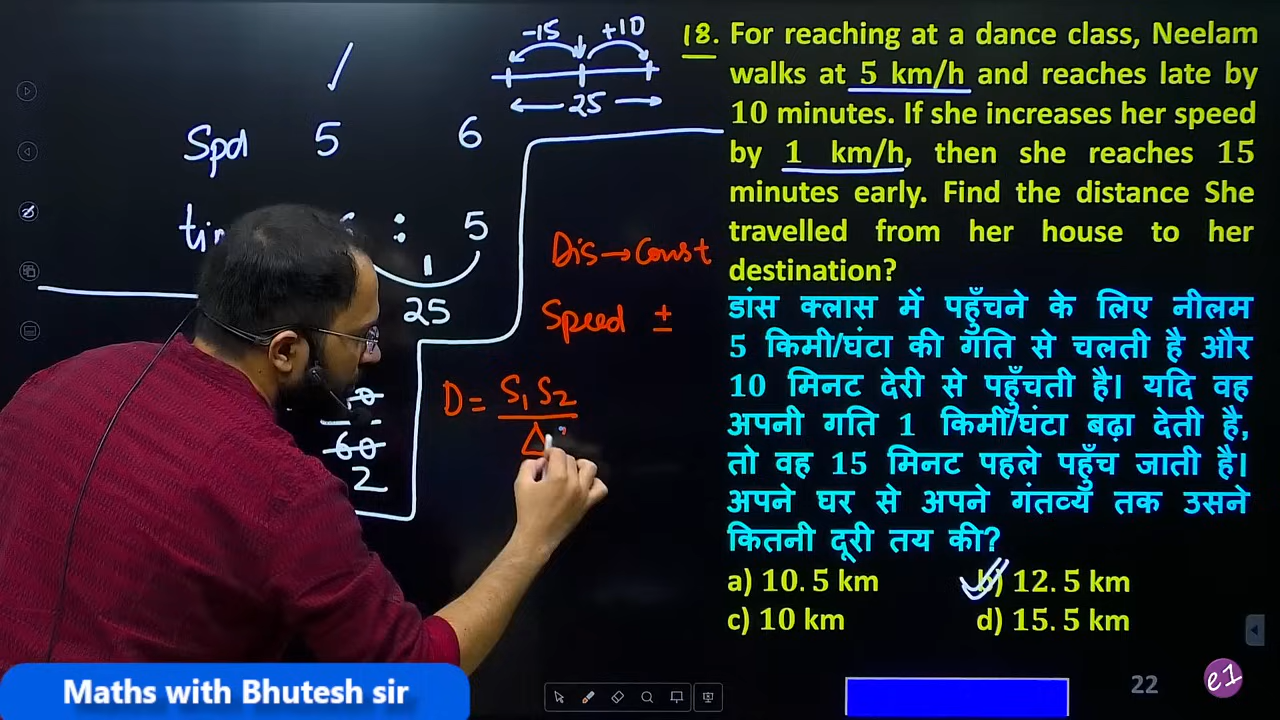 -15 +10
25
Spd 5 6
: 5
25
60
2
Dis → Const
Speed ±
D = S₁ S₂
Δ
18. For reaching at a dance class, Neelam
walks at 5 km/h and reaches late by
10 minutes. If she increases her speed
by 1 km/h, then she reaches 15
minutes early. Find the distance She
travelled from her house to her
destination?
डांस क्लास में पहुँचने के लिए नीलम
5 किमी/घंटा की गति से चलती है और
10 मिनट देरी से पहुँचती है। यदि वह
अपनी गति 1 किमी/घंटा बढ़ा देती है,
तो वह 15 मिनट पहले पहुँच जाती है।
अपने घर से अपने गंतव्य तक उसने
कितनी दूरी तय की?
a) 10.5 km b) 12.5 km
c) 10 km d) 15.5 km
Maths with Bhutesh sir
22
e1